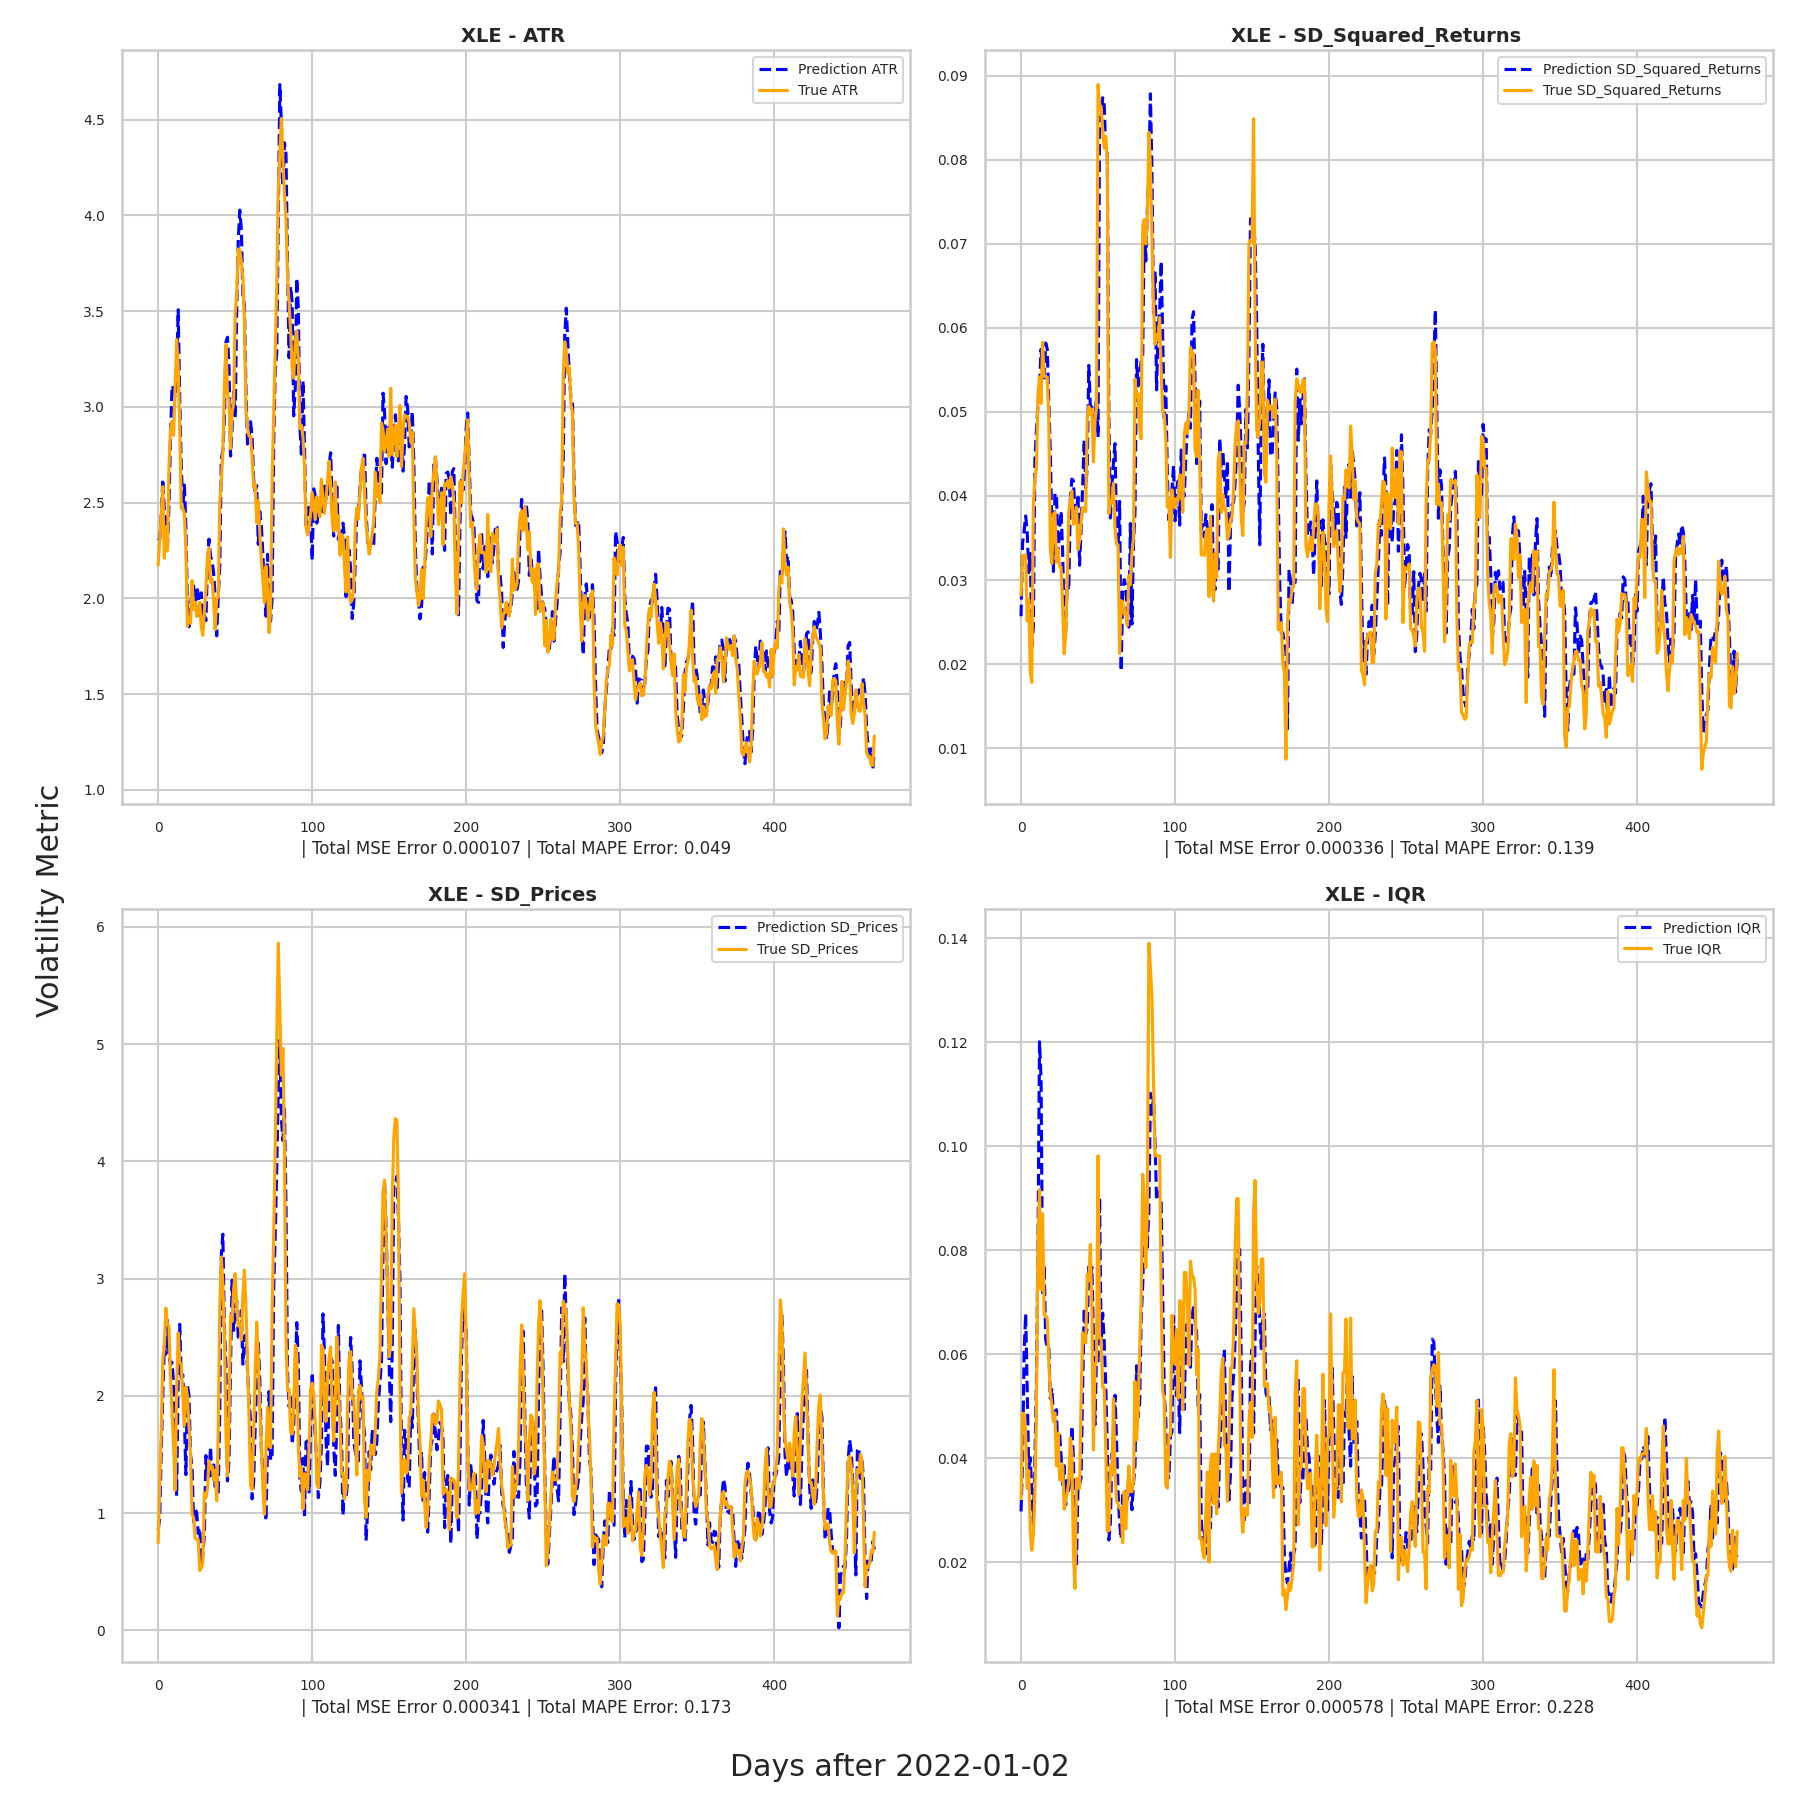 XLE - ATR
Prediction ATR
True ATR
4.5
4.0
3.5
3.0
2.5
2.0
1.5
1.0
0 100 200 300 400
| Total MSE Error 0.000107 | Total MAPE Error: 0.049
XLE - SD_Squared_Returns
Prediction SD_Squared_Returns
True SD_Squared_Returns
0.09
0.08
0.07
0.06
0.05
0.04
0.03
0.02
0.01
0 100 200 300 400
| Total MSE Error 0.000336 | Total MAPE Error: 0.139
Volatility Metric
XLE - SD_Prices
Prediction SD_Prices
True SD_Prices
6
5
4
3
2
1
0
0 100 200 300 400
| Total MSE Error 0.000341 | Total MAPE Error: 0.173
XLE - IQR
Prediction IQR
True IQR
0.14
0.12
0.10
0.08
0.06
0.04
0.02
0 100 200 300 400
| Total MSE Error 0.000578 | Total MAPE Error: 0.228
Days after 2022-01-02